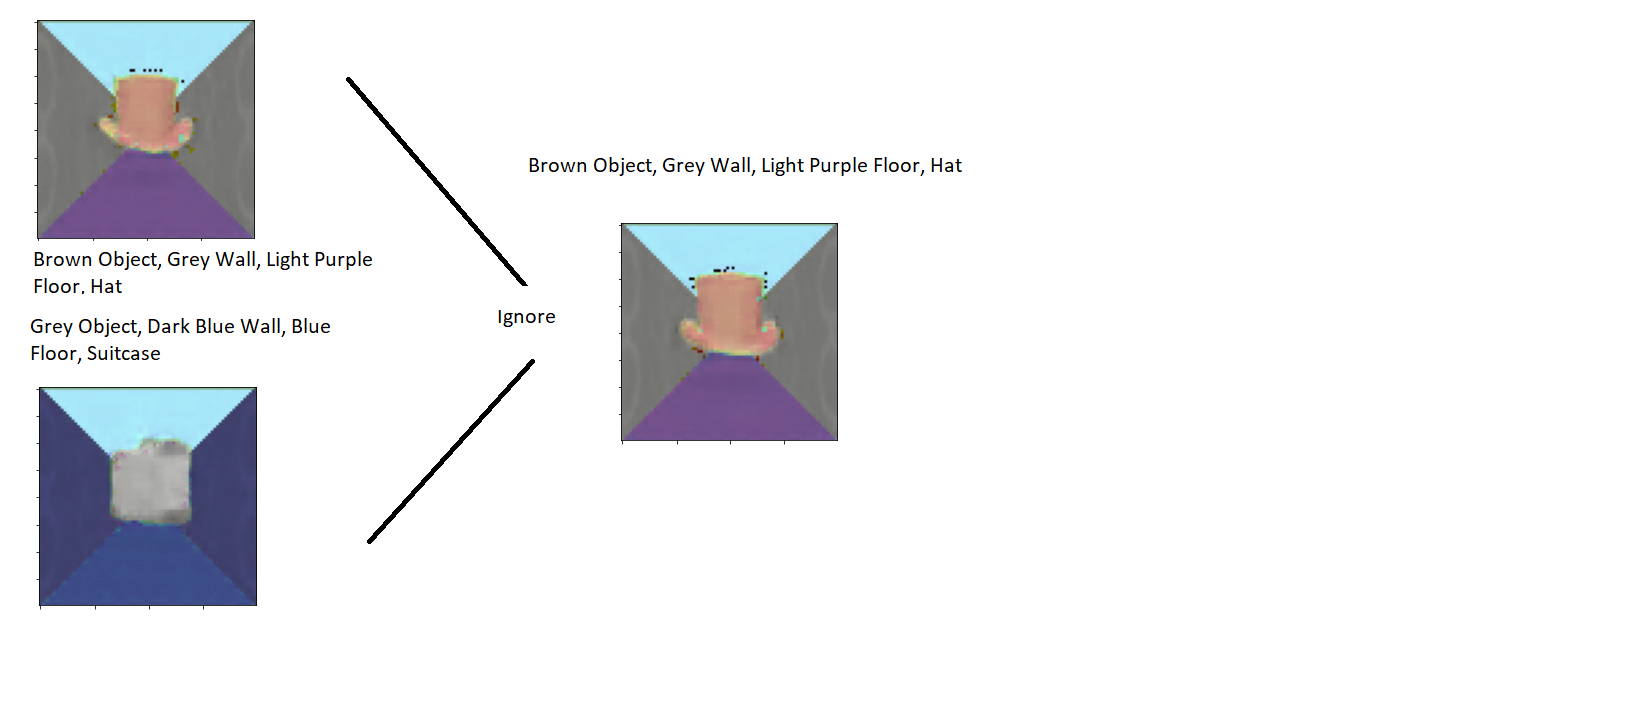 Brown Object, Grey Wall, Light Purple
Floor. Hat
Grey Object, Dark Blue Wall, Blue
Floor, Suitcase
Ignore
Brown Object, Grey Wall, Light Purple Floor, Hat